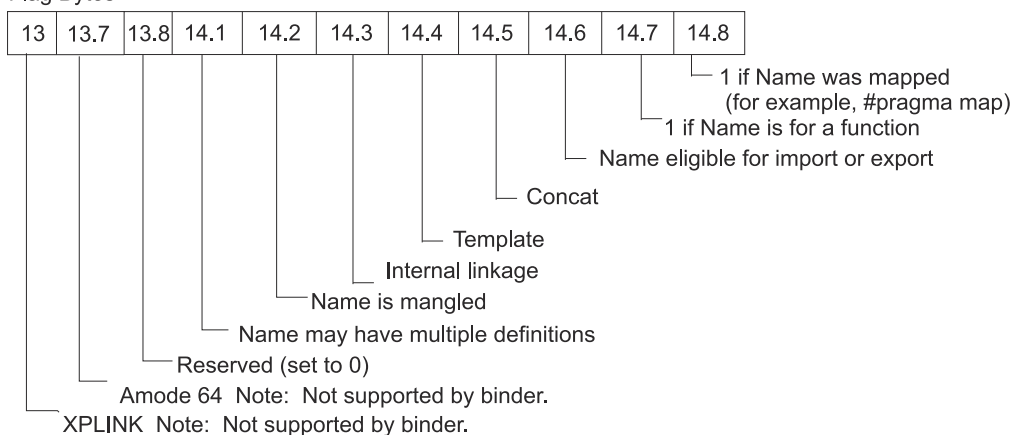 13 13.7 13.8 14.1 14.2 14.3 14.4 14.5 14.6 14.7 14.8
1 if Name was mapped
(for example, #pragma map)
1 if Name is for a function
Name eligible for import or export
Concat
Template
Internal linkage
Name is mangled
Name may have multiple definitions
Reserved (set to 0)
Amode 64 Note: Not supported by binder.
XPLINK Note: Not supported by binder.